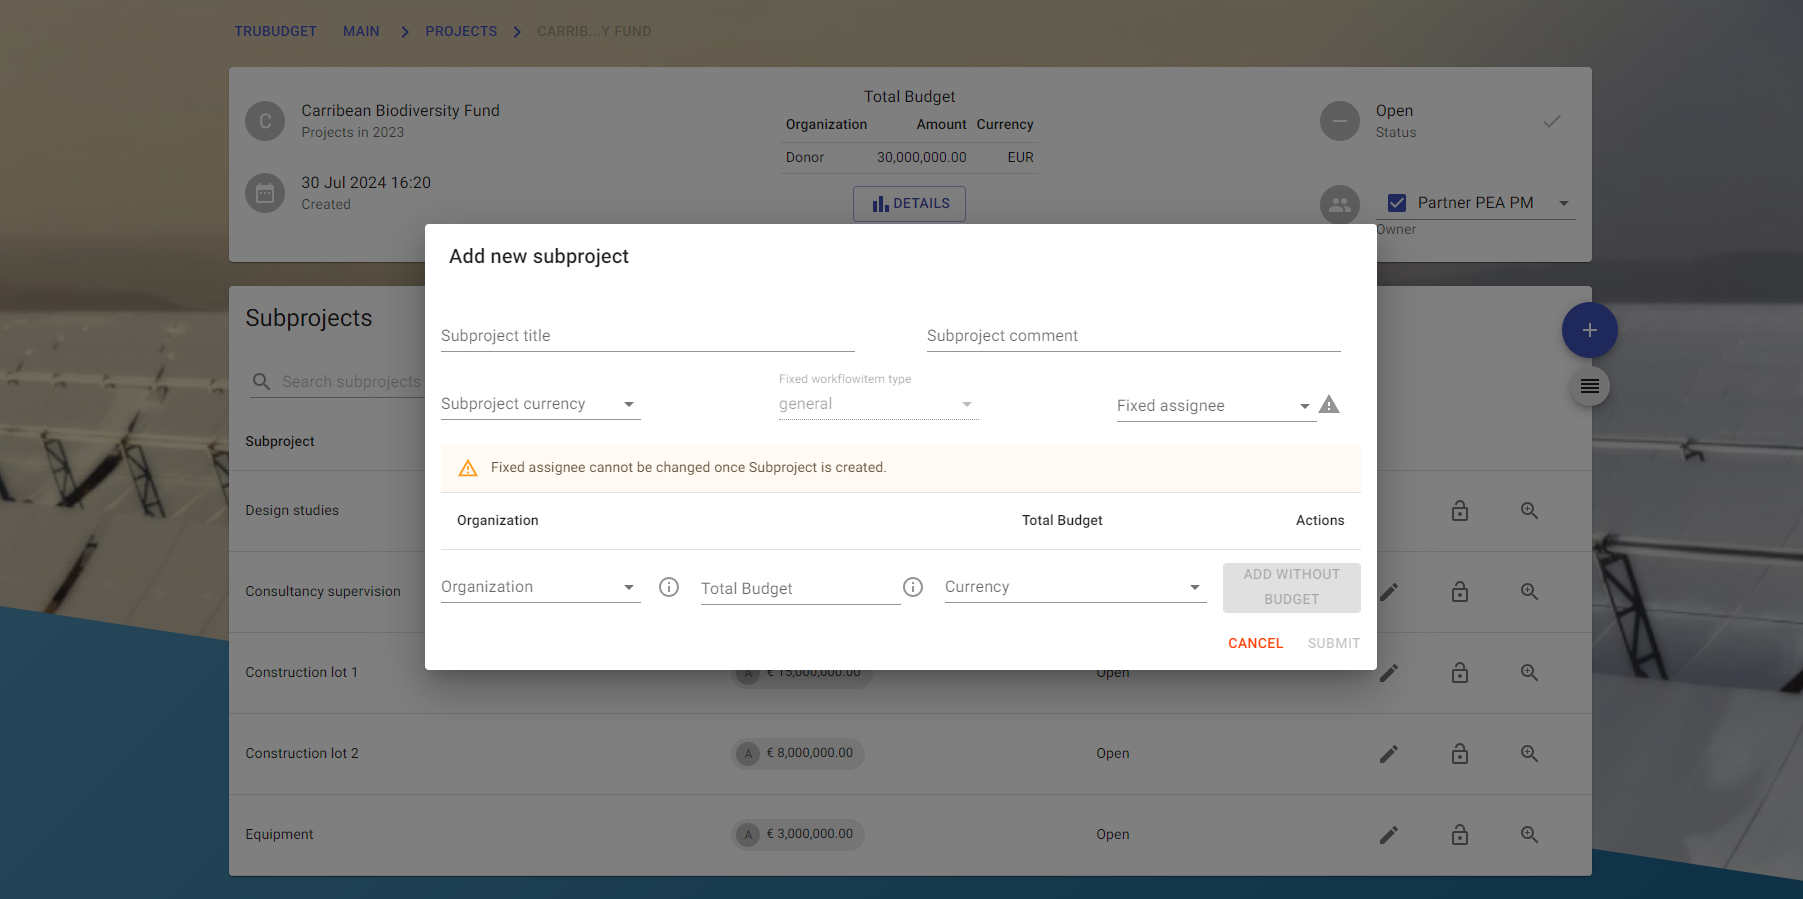 TRUBUDGET MAIN PROJECTS CARRIB...Y FUND
C
Carribean Biodiversity Fund
Projects in 2023
30 Jul 2024 16:20
Created
Total Budget
Organization Amount Currency
Donor 30,000,000.00 EUR
DETAILS
Open
Status
Partner PEA PM
Owner
Subprojects
Search subprojects
Subproject
Design studies
Consultancy supervision
Construction lot 1 A € 15,000,000.00 Open
Construction lot 2 A € 8,000,000.00 Open
Equipment A € 3,000,000.00 Open
Add new subproject
Subproject title
Subproject comment
Subproject currency
Fixed workflowitem type
general
Fixed assignee
Fixed assignee cannot be changed once Subproject is created.
Organization Total Budget Actions
Organization Total Budget Currency
ADD WITHOUT
BUDGET
CANCEL SUBMIT